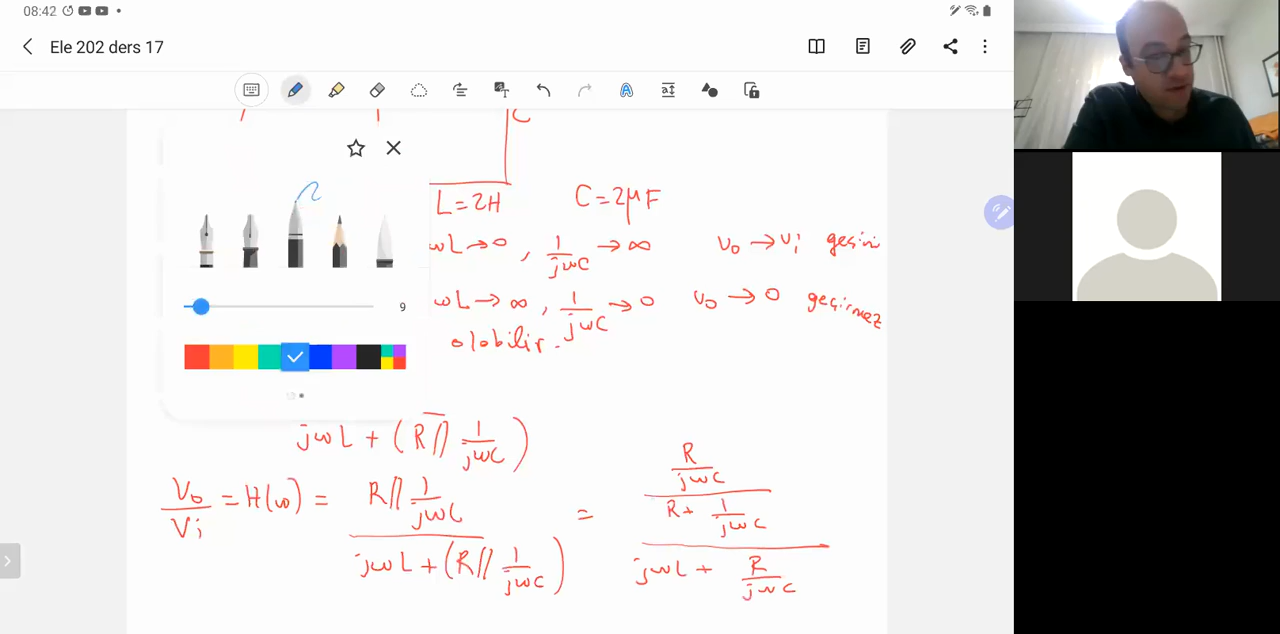 08:42
Ele 202 ders 17
C
L=2H C=2μF
ωL→0, 1/jωC →∞ v₀→vᵢ geçirir
ωL→∞, 1/jωC →0 v₀→0 geçirmez
olabilir.
9
jωL + (R // 1/jωC)
V₀/Vi = H(ω) = R // 1/jωC / jωL + (R // 1/jωC) = R/jωC / R+ 1/jωC / jωL + R/jωC